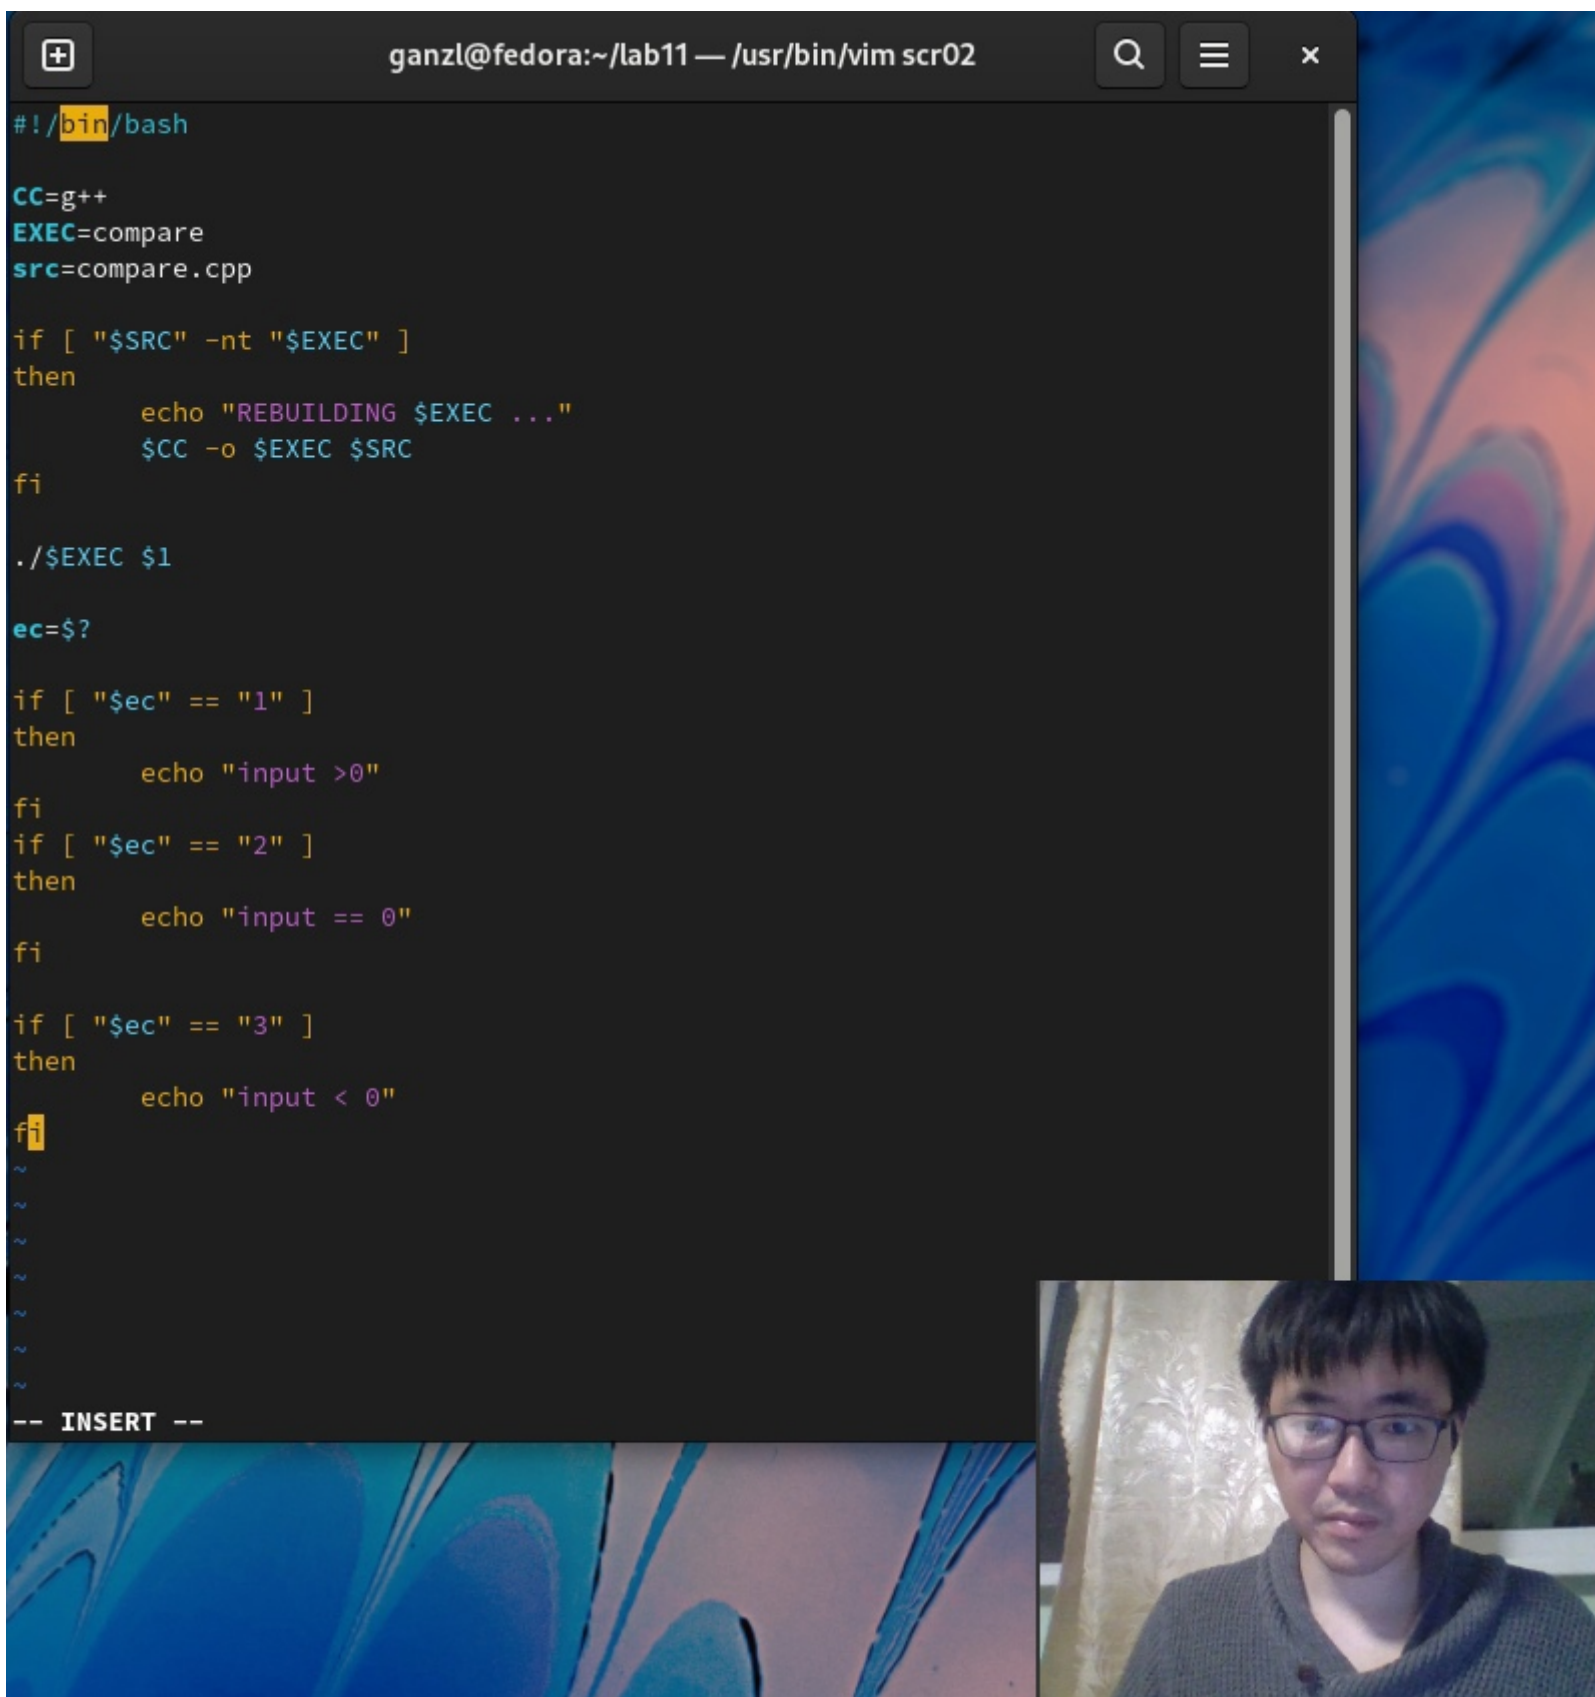 ganzl@fedora:~/lab11 — /usr/bin/vim scr02
#!/bin/bash
CC=g++
EXEC=compare
src=compare.cpp
if [ "$SRC" -nt "$EXEC" ]
then
echo "REBUILDING $EXEC ..."
$CC -o $EXEC $SRC
fi
./$EXEC $1
ec=$?
if [ "$ec" == "1" ]
then
echo "input >0"
fi
if [ "$ec" == "2" ]
then
echo "input == 0"
fi
if [ "$ec" == "3" ]
then
echo "input < 0"
fi
~
~
~
~
~
~
~
-- INSERT --